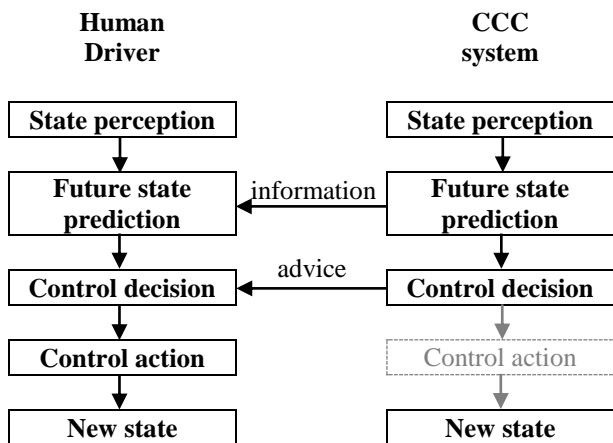 Human
Driver
CCC
system
State perception
State perception
Future state
prediction
information
Future state
prediction
Control decision
advice
Control decision
Control action
Control action
New state
New state